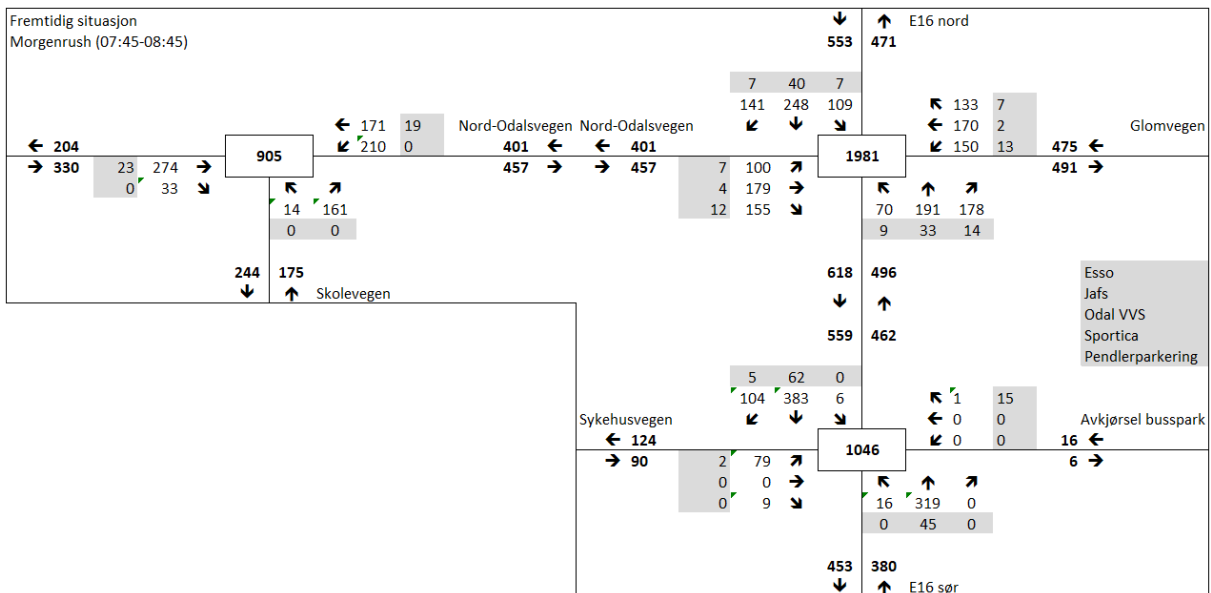 Fremtidig situasjon
E16 nord
Morgenrush (07:45-08:45)
553 471
7 40 7
141 248 109
133 7
171 19
Nord-Odalsvegen Nord-Odalsvegen
170 2
Glomvegen
204
210 0
401 401
1981
150 13
475
330
23 274
905
457 457
7 100
491
0 33
4 179
14 161
12 155
70 191 178
0 0
9 33 14
244 175
618 496
Esso
Skolevegen
Jafs
Odal VVS
559 462
Sportica
Pendlerparkering
5 62 0
104 383 6
1 15
Sykehusvegen
0 0
Avkjørsel busspark
124
1046
0 0
16
90
2 79
6
0 0
0 9
16 319 0
0 45 0
453 380
E16 sør